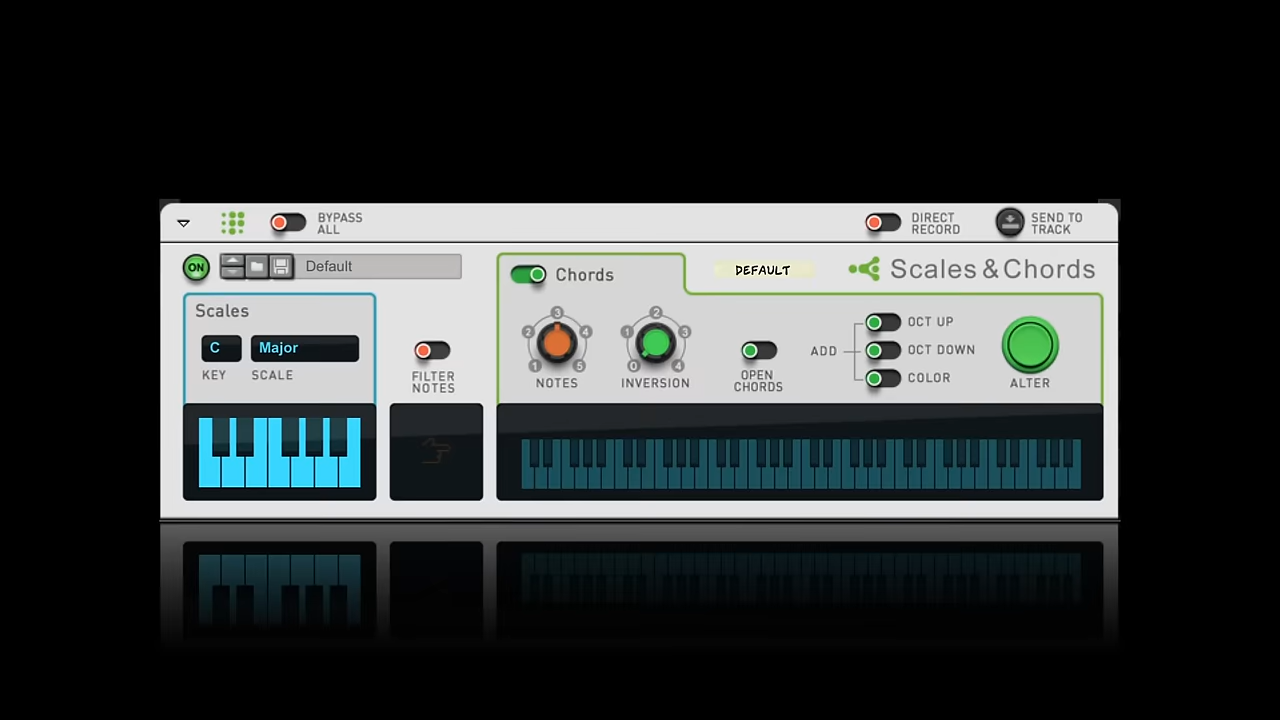 BYPASS
ALL
DIRECT
RECORD
SEND TO
TRACK
ON
Default
Chords
DEFAULT
Scales & Chords
Scales
C
Major
KEY
SCALE
FILTER
NOTES
1 2 3 4 5
NOTES
0 1 2 3 4
INVERSION
OPEN
CHORDS
ADD
OCT UP
OCT DOWN
COLOR
ALTER